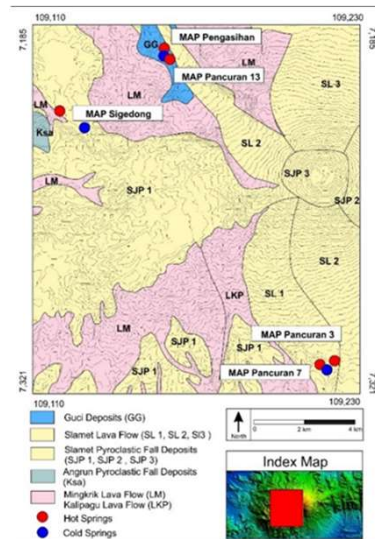 109,110
109,230
7,185
7,185
MAP Pengasihan
GG
MAP Pancuran 13
LM
LM
SL 3
LM
MAP Sigedong
Ksa
SL 2
SJP 3
LM
SJP 1
SJP 2
SL 2
LKP
SL 1
LM
MAP Pancuran 3
SJP 1
SJP 1
SJP 1
MAP Pancuran 7
7,321
7,321
109,110
109,230
Guci Deposits (GG)
Slamet Lava Flow (SL 1, SL 2, Sl3 )
Slamet Pyroclastic Fall Deposits
(SJP 1, SJP 2 , SJP 3)
Angrun Pyroclastic Fall Deposits
(Ksa)
Mingkrik Lava Flow (LM)
Kalipagu Lava Flow (LKP)
Hot Springs
Cold Springs
North
0 2 km 4 km
Index Map